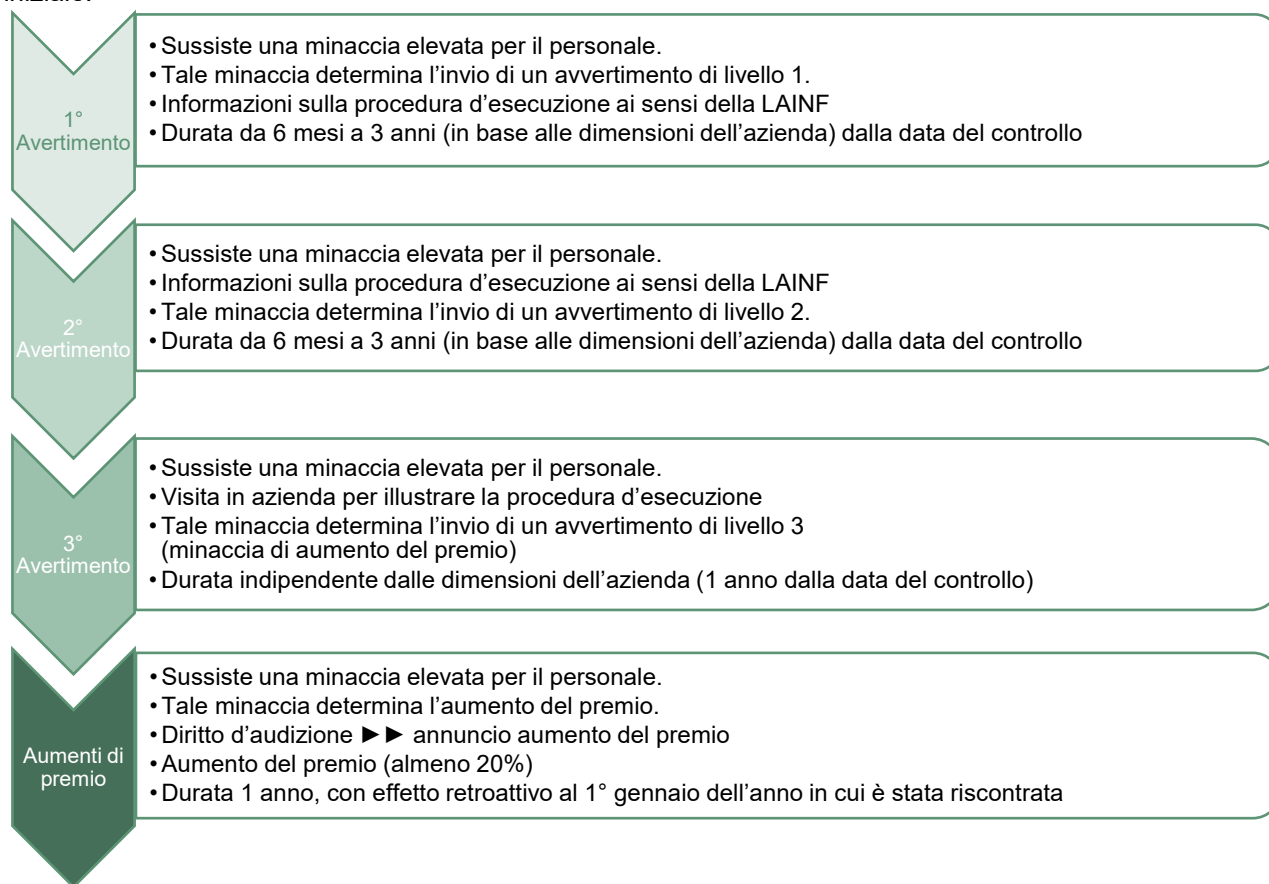 iniziale.
1°
Avertimento
• Sussiste una minaccia elevata per il personale.
• Tale minaccia determina l’invio di un avvertimento di livello 1.
• Informazioni sulla procedura d’esecuzione ai sensi della LAINF
• Durata da 6 mesi a 3 anni (in base alle dimensioni dell’azienda) dalla data del controllo
2°
Avertimento
• Sussiste una minaccia elevata per il personale.
• Informazioni sulla procedura d’esecuzione ai sensi della LAINF
• Tale minaccia determina l’invio di un avvertimento di livello 2.
• Durata da 6 mesi a 3 anni (in base alle dimensioni dell’azienda) dalla data del controllo
3°
Avertimento
• Sussiste una minaccia elevata per il personale.
• Visita in azienda per illustrare la procedura d’esecuzione
• Tale minaccia determina l’invio di un avvertimento di livello 3
(minaccia di aumento del premio)
• Durata indipendente dalle dimensioni dell’azienda (1 anno dalla data del controllo)
Aumenti di
premio
• Sussiste una minaccia elevata per il personale.
• Tale minaccia determina l’aumento del premio.
• Diritto d’audizione ►► annuncio aumento del premio
• Aumento del premio (almeno 20%)
• Durata 1 anno, con effetto retroattivo al 1° gennaio dell’anno in cui è stata riscontrata